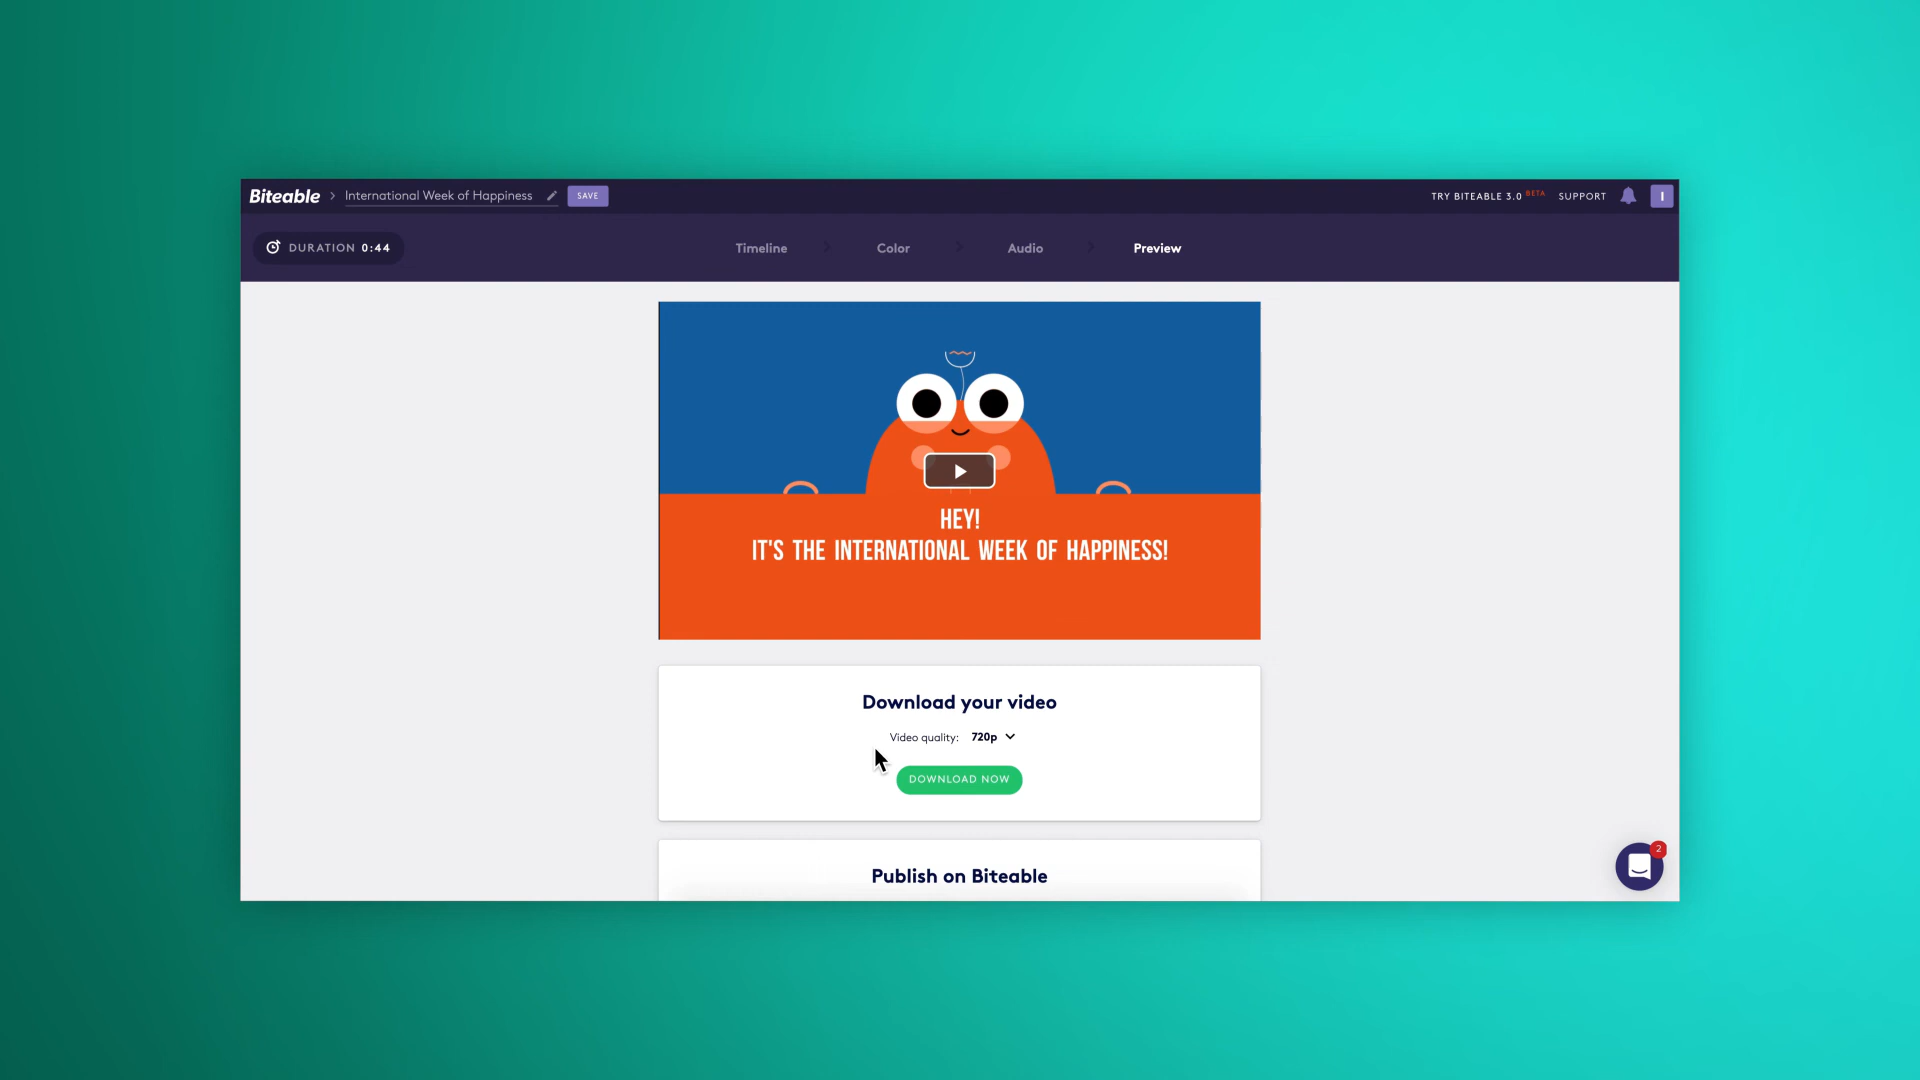 Biteable > International Week of Happiness SAVE TRY BITEABLE 3.0 BETA SUPPORT I
DURATION 0:44 Timeline > Color > Audio > Preview
HEY!
IT'S THE INTERNATIONAL WEEK OF HAPPINESS!
Download your video
Video quality: 720p
DOWNLOAD NOW
2
Publish on Biteable